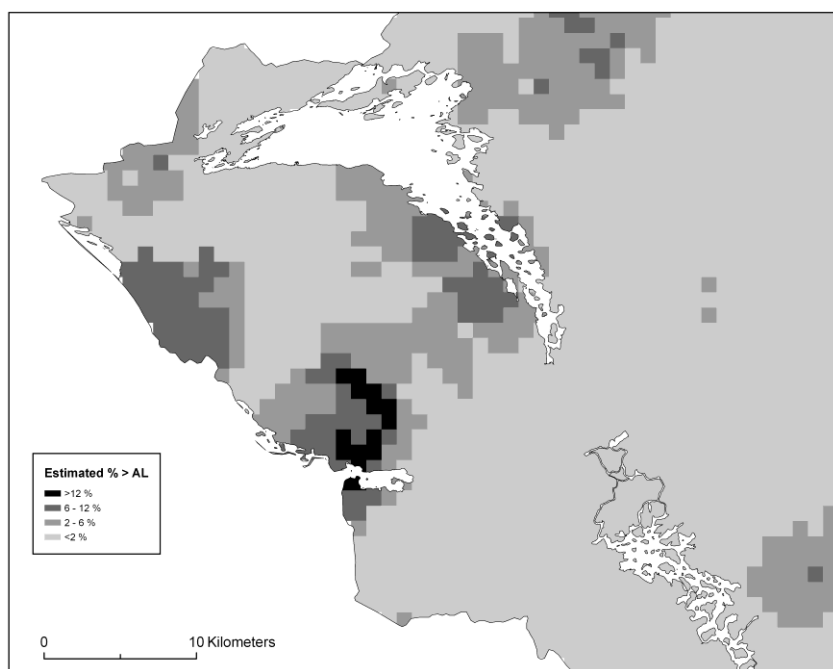 Estimated % > AL
>12 %
6 - 12 %
2 - 6 %
<2 %
0 10 Kilometers